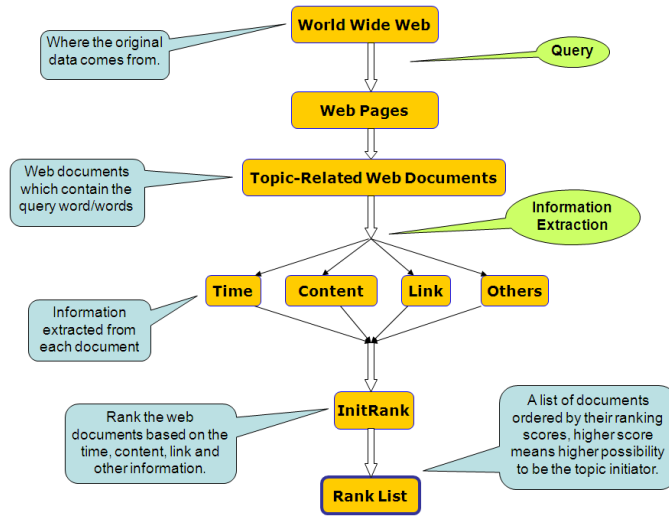 World Wide Web
Where the original
data comes from.
Query
Web Pages
Web documents
which contain the
query word/words
Topic-Related Web Documents
Information
Extraction
Time
Content
Link
Others
Information
extracted from
each document
InitRank
Rank the web
documents based on the
time, content, link and
other information.
A list of documents
ordered by their ranking
scores, higher score
means higher possibility
to be the topic initiator.
Rank List